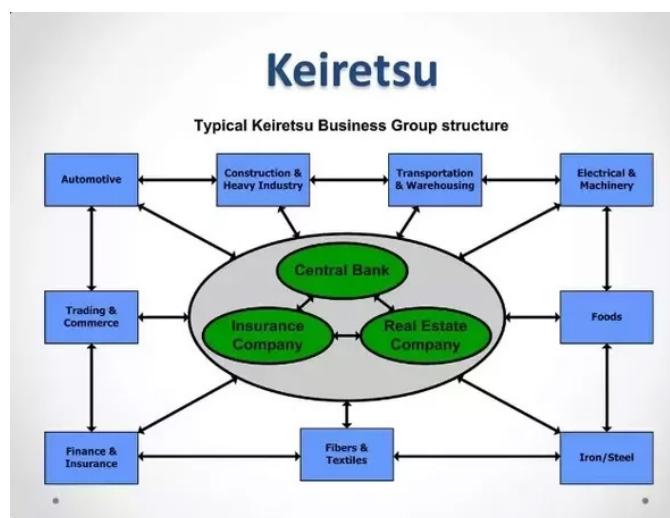 Keiretsu
Typical Keiretsu Business Group structure
Automotive
Construction &
Heavy Industry
Transportation
& Warehousing
Electrical &
Machinery
Central Bank
Trading &
Commerce
Insurance
Company
Real Estate
Company
Foods
Finance &
Insurance
Fibers &
Textiles
Iron/Steel